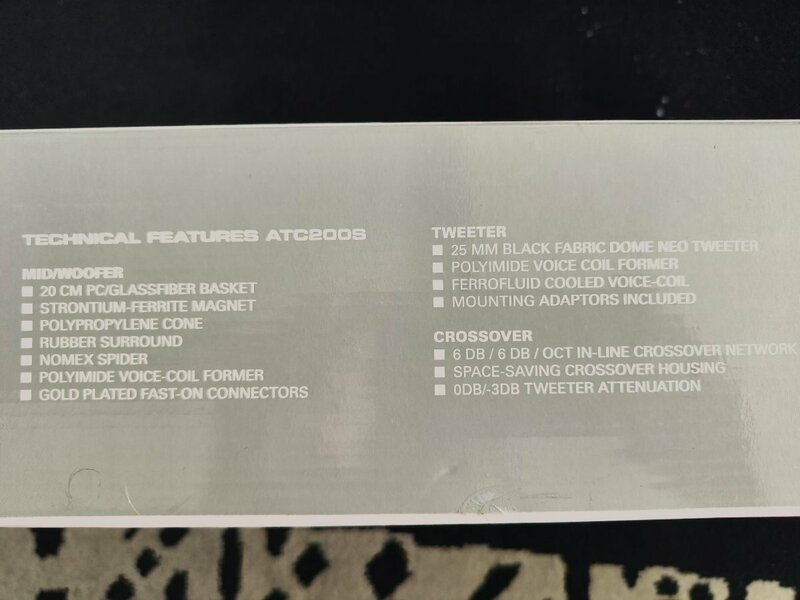 TECHNICAL FEATURES ATC200S
MID/WOOFER
■ 20 CM PC/GLASSFIBER BASKET
■ STRONTIUM-FERRITE MAGNET
■ POLYPROPYLENE CONE
■ RUBBER SURROUND
■ NOMEX SPIDER
■ POLYIMIDE VOICE-COIL FORMER
■ GOLD PLATED FAST-ON CONNECTORS
TWEETER
■ 25 MM BLACK FABRIC DOME NEO TWEETER
■ POLYIMIDE VOICE COIL FORMER
■ FERROFLUID COOLED VOICE-COIL
■ MOUNTING ADAPTORS INCLUDED
CROSSOVER
■ 6 DB / 6 DB / OCT IN-LINE CROSSOVER NETWORK
■ SPACE-SAVING CROSSOVER HOUSING
■ 0DB/-3DB TWEETER ATTENUATION